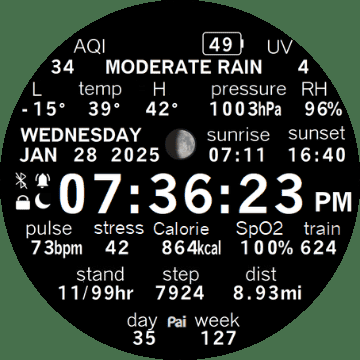 AQI 49 UV
34 MODERATE RAIN 4
L temp H pressure RH
-15° 39° 42° 1003hPa 96%
WEDNESDAY sunrise sunset
JAN 28 2025 07:11 16:40
07:36:23 PM
pulse stress Calorie SpO2 train
73bpm 42 864kcal 100% 624
stand step dist
11/99hr 7924 8.93mi
day Pai week
35 127